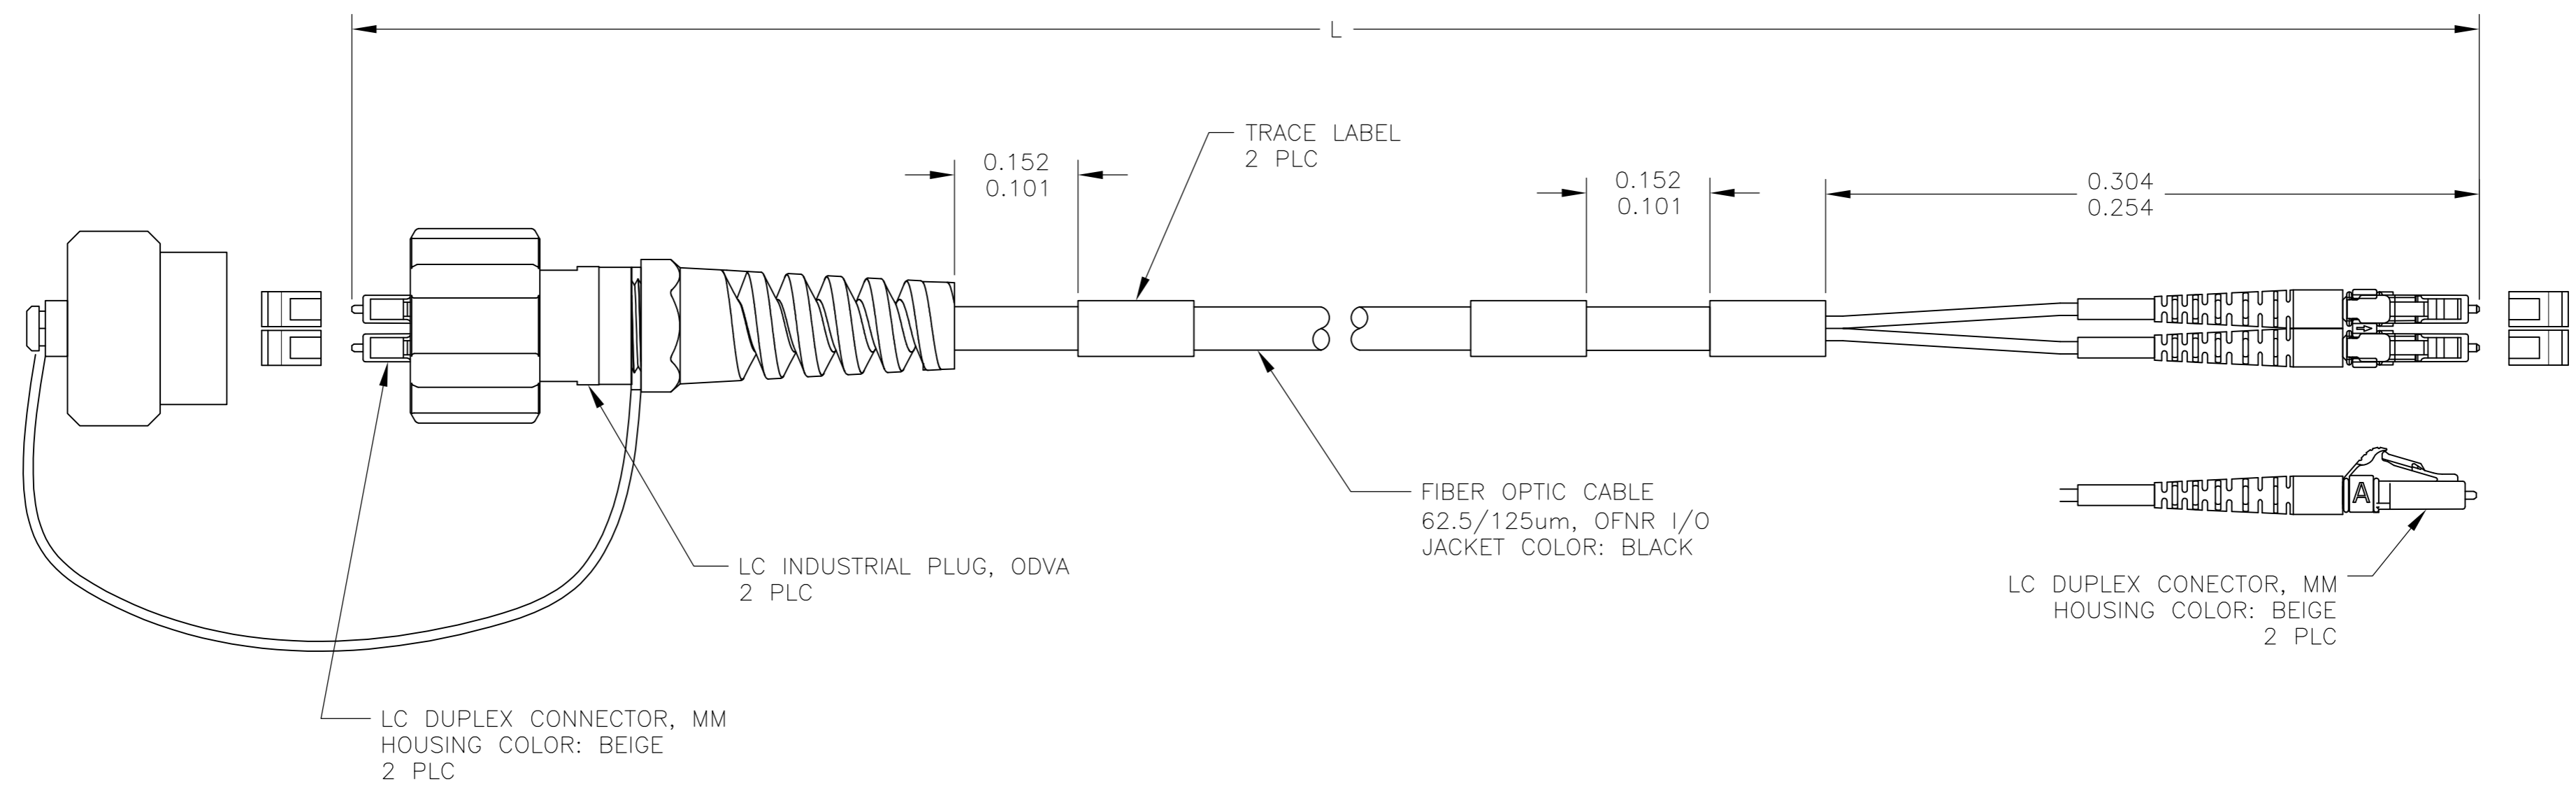 L
TRACE LABEL
2 PLC
0.152
0.101
0.152
0.101
0.304
0.254
FIBER OPTIC CABLE
62.5/125um, OFNR I/O
JACKET COLOR: BLACK
A
LC INDUSTRIAL PLUG, ODVA
2 PLC
LC DUPLEX CONECTOR, MM
HOUSING COLOR: BEIGE
2 PLC
LC DUPLEX CONNECTOR, MM
HOUSING COLOR: BEIGE
2 PLC